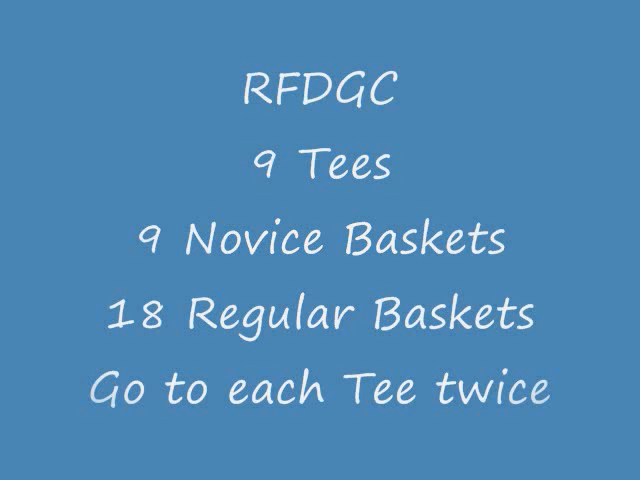 RFDGC
9 Tees
9 Novice Baskets
18 Regular Baskets
Go to each Tee twice